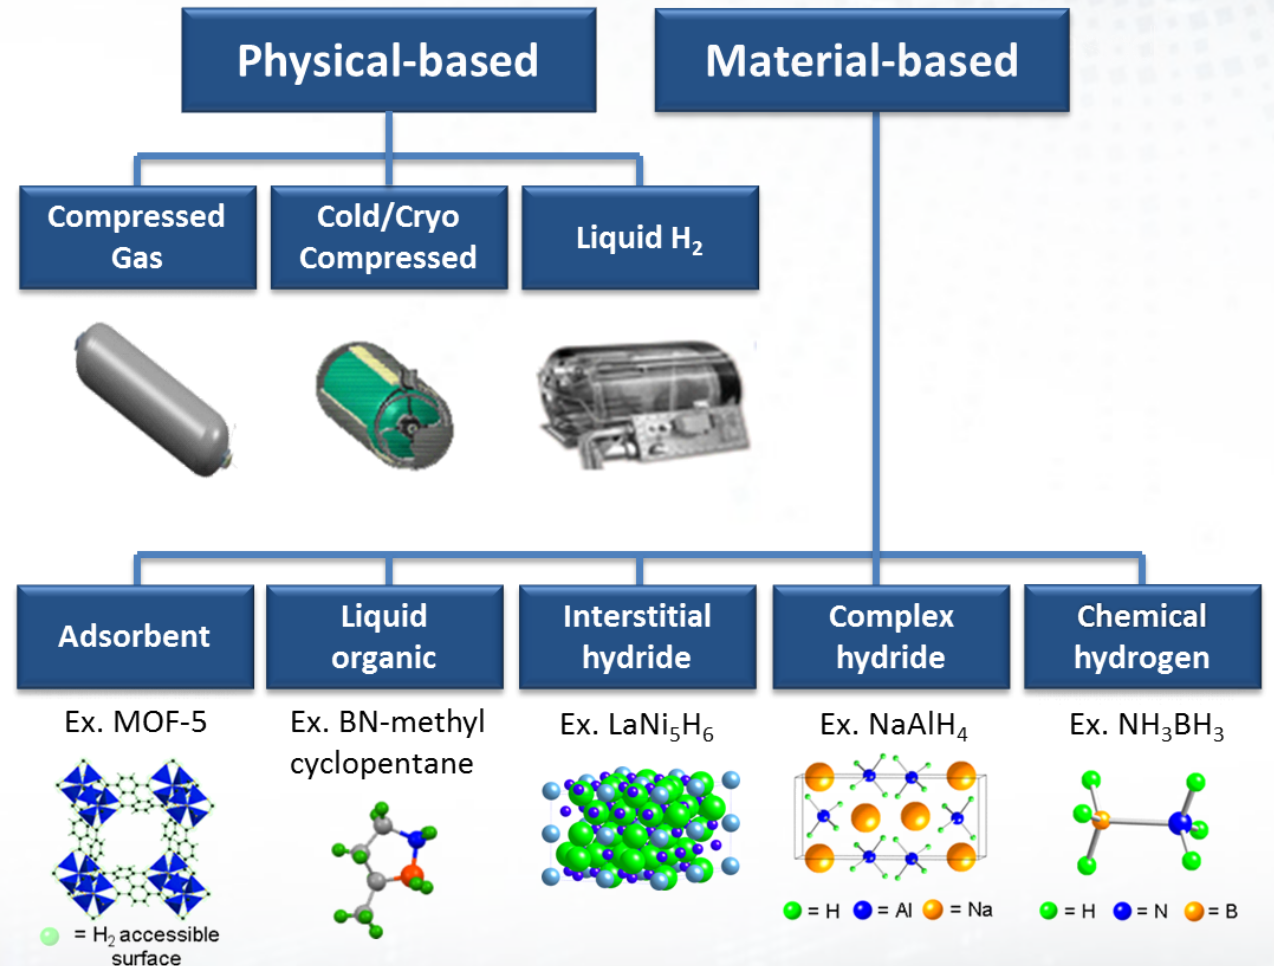 Physical-based
Material-based
Compressed
Gas
Cold/Cryo
Compressed
Liquid H₂
Adsorbent
Liquid
organic
Interstitial
hydride
Complex
hydride
Chemical
hydrogen
Ex. MOF-5
Ex. BN-methyl
cyclopentane
Ex. LaNi₅H₆
Ex. NaAlH₄
Ex. NH₃BH₃
= H₂ accessible
surface
= H = Al = Na
= H = N = B